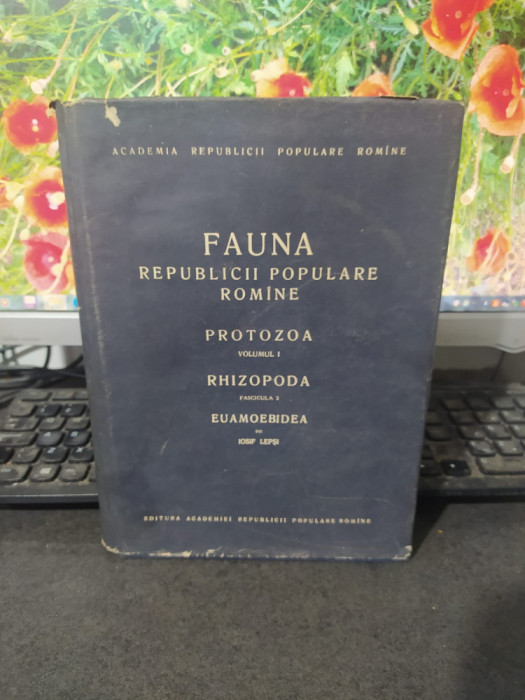 ACADEMIA REPUBLICII POPULARE ROMÎNE
FAUNA
REPUBLICII POPULARE
ROMÎNE
PROTOZOA
VOLUMUL I
RHIZOPODA
FASCICULA 2
EUAMOEBIDEA
DE
IOSIF LEPȘI
EDITURA ACADEMIEI REPUBLICII POPULARE ROMÎNE